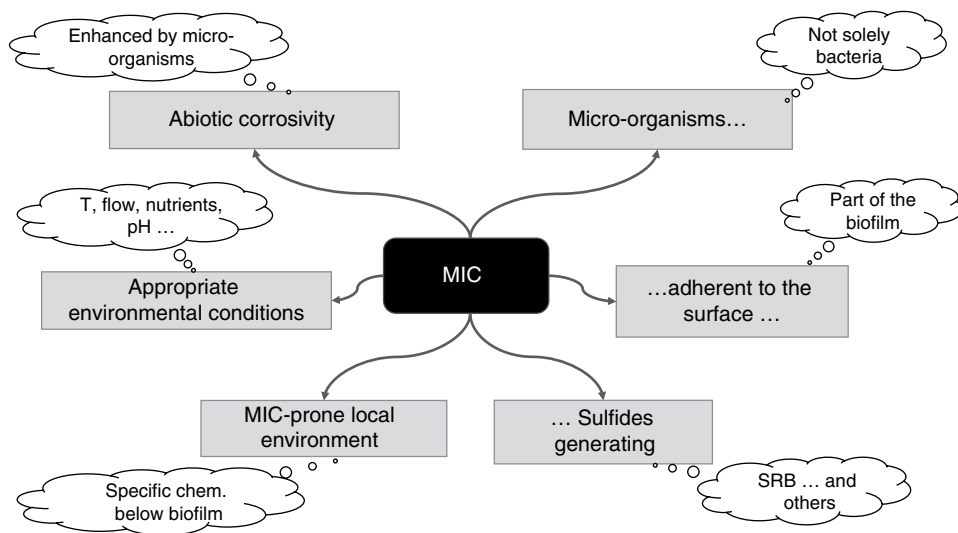 Enhanced by micro-
organisms
Not solely
bacteria
Abiotic corrosivity
Micro-organisms…
T, flow, nutrients,
pH …
Part of the
biofilm
MIC
Appropriate
environmental conditions
…adherent to the
surface …
MIC-prone local
environment
… Sulfides
generating
Specific chem.
below biofilm
SRB … and
others